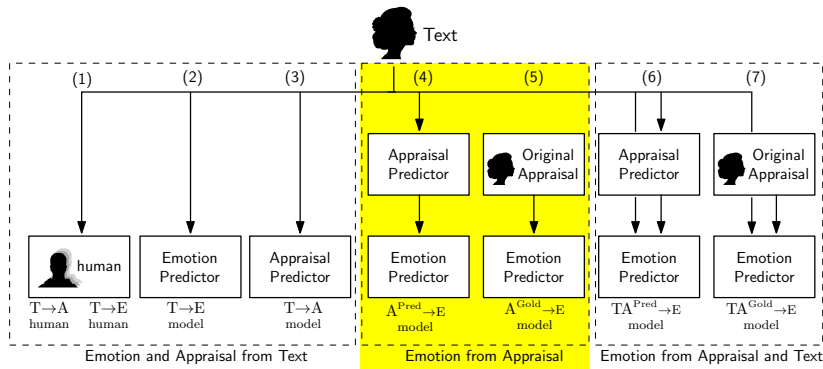 Text
(1) (2) (3) (4) (5) (6) (7)
Appraisal Predictor
Original Appraisal
Appraisal Predictor
Original Appraisal
human
Emotion Predictor
Appraisal Predictor
Emotion Predictor
Emotion Predictor
Emotion Predictor
Emotion Predictor
T→A human
T→E human
T→E model
T→A model
A^Pred→E model
A^Gold→E model
TA^Pred→E model
TA^Gold→E model
Emotion and Appraisal from Text
Emotion from Appraisal
Emotion from Appraisal and Text